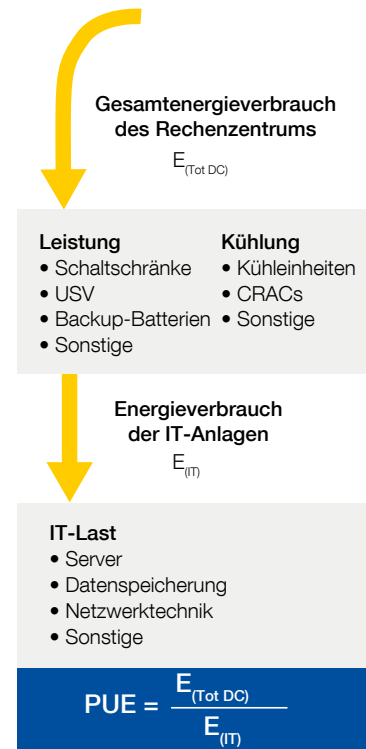 Gesamtenergieverbrauch
des Rechenzentrums
E(Tot DC)
Leistung
• Schaltschränke
• USV
• Backup-Batterien
• Sonstige
Kühlung
• Kühleinheiten
• CRACs
• Sonstige
Energieverbrauch
der IT-Anlagen
E(IT)
IT-Last
• Server
• Datenspeicherung
• Netzwerktechnik
• Sonstige
PUE = E(Tot DC)
E(IT)